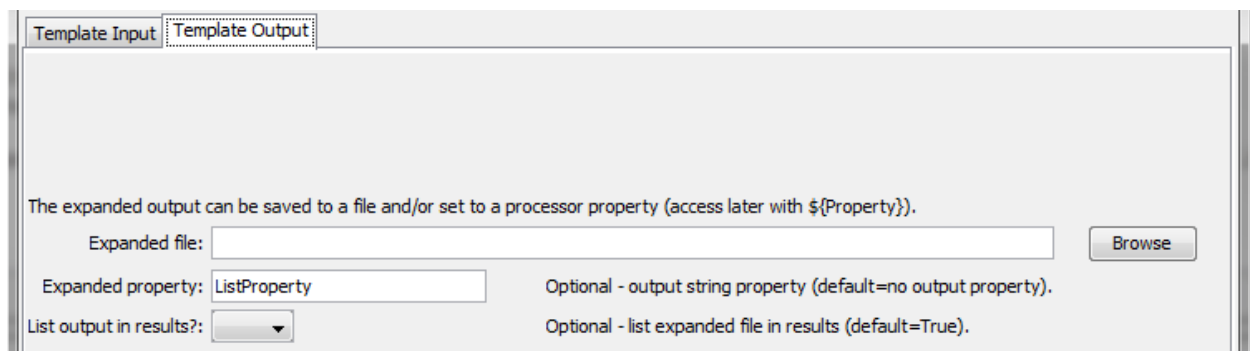 Template Input Template Output
The expanded output can be saved to a file and/or set to a processor property (access later with ${Property}).
Expanded file: Browse
Expanded property: ListProperty Optional - output string property (default=no output property).
List output in results?: Optional - list expanded file in results (default=True).